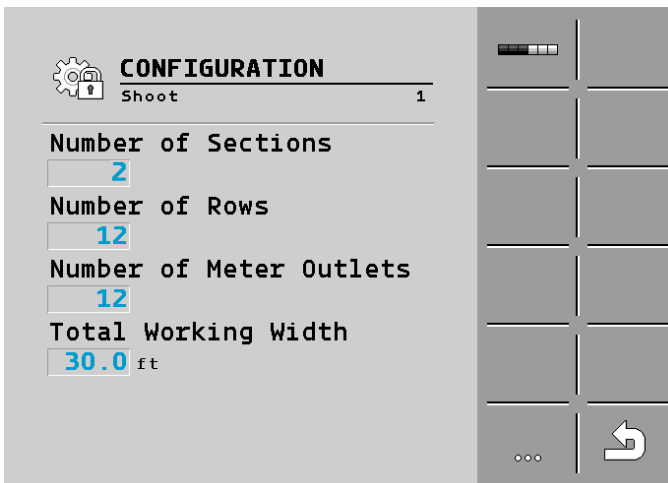 CONFIGURATION
Shoot 1
Number of Sections
2
Number of Rows
12
Number of Meter Outlets
12
Total Working Width
30.0 ft